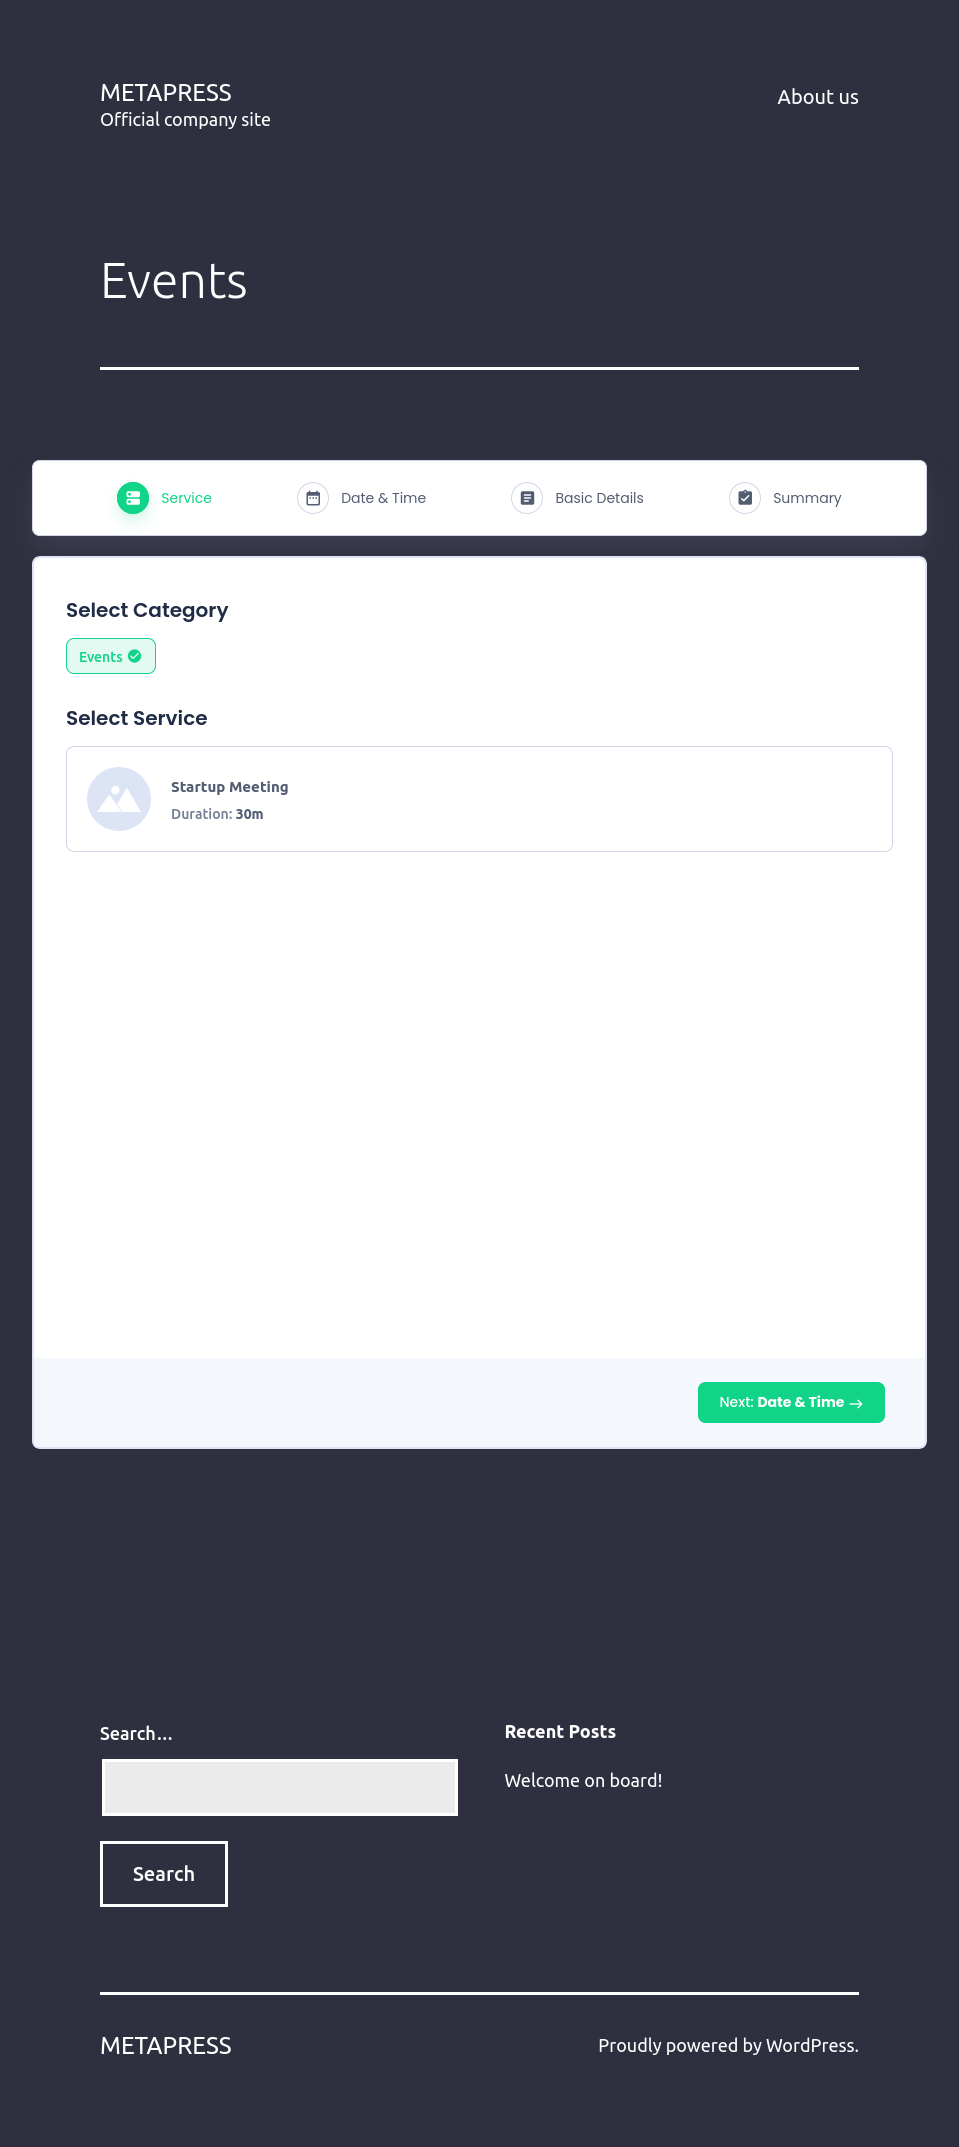 METAPRESS
Official company site
About us
Events
Service
Date & Time
Basic Details
Summary
Select Category
Events
Select Service
Startup Meeting
Duration: 30m
Next: Date & Time →
Search…
Search
Recent Posts
Welcome on board!
METAPRESS
Proudly powered by WordPress.